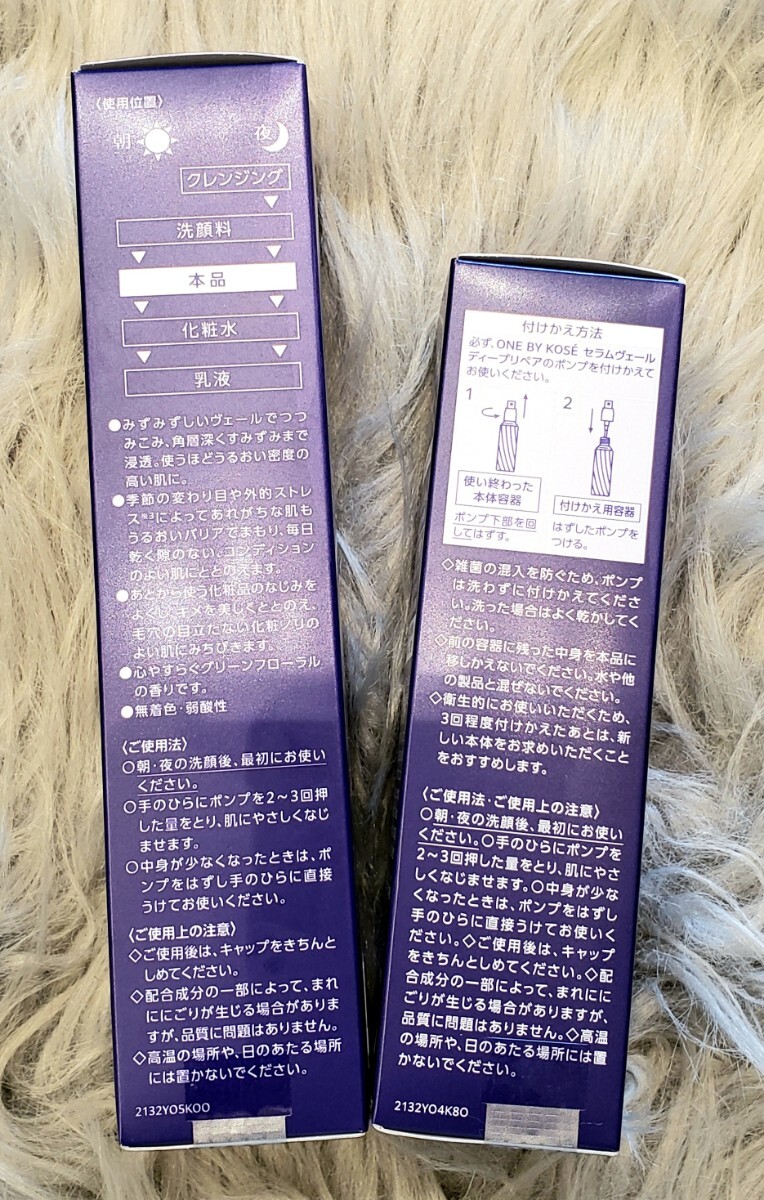 〈使用位置〉
朝 夜
クレンジング
洗顔料
本品
化粧水
乳液
●みずみずしいヴェールでつつ
みこみ、角層深くすみずみまで
浸透。使うほどうるおい密度の
高い肌に。
●季節の変わり目や外的ストレ
ス※3によってあれがちな肌も
うるおいバリアでまもり、毎日
乾く隙のない、コンディション
のよい肌にととのえます。
●あとから使う化粧品のなじみを
よくし、キメを美しくととのえ、
毛穴の目立たない化粧ノリの
よい肌にみちびきます。
●心やすらぐグリーンフローラル
の香りです。
●無着色・弱酸性
〈ご使用法〉
○朝・夜の洗顔後、最初にお使い
ください。
○手のひらにポンプを2～3回押
した量をとり、肌にやさしくなじ
ませます。
○中身が少なくなったときは、ポ
ンプをはずし手のひらに直接
うけてお使いください。
〈ご使用上の注意〉
◇ご使用後は、キャップをきちんと
しめてください。
◇配合成分の一部によって、まれ
ににごりが生じる場合がありま
すが、品質に問題はありません。
◇高温の場所や、日のあたる場所
には置かないでください。
2132YO5KOO
付けかえ方法
必ず、ONE BY KOSÉ セラムヴェール
ディープリペアのポンプを付けかえて
お使いください。
1 2
使い終わった
本体容器
ポンプ下部を回
してはずす。
付けかえ用容器
はずしたポンプを
つける。
◇雑菌の混入を防ぐため、ポンプ
は洗わずに付けかえてくださ
い。洗った場合はよく乾かしてく
ださい。
◇前の容器に残った中身を本品に
移しかえないでください。水や他
の製品と混ぜないでください。
◇衛生的にお使いいただくため、
3回程度付けかえたあとは、新
しい本体をお求めいただくこと
をおすすめします。
〈ご使用法・ご使用上の注意〉
○朝・夜の洗顔後、最初にお使い
ください。○手のひらにポンプを
2～3回押した量をとり、肌にやさ
しくなじませます。○中身が少な
くなったときは、ポンプをはずし
手のひらに直接うけてお使いく
ださい。◇ご使用後は、キャップ
をきちんとしめてください。◇配
合成分の一部によって、まれにに
ごりが生じる場合がありますが、
品質に問題はありません。◇高温
の場所や、日のあたる場所には置
かないでください。
2132YO4K8O